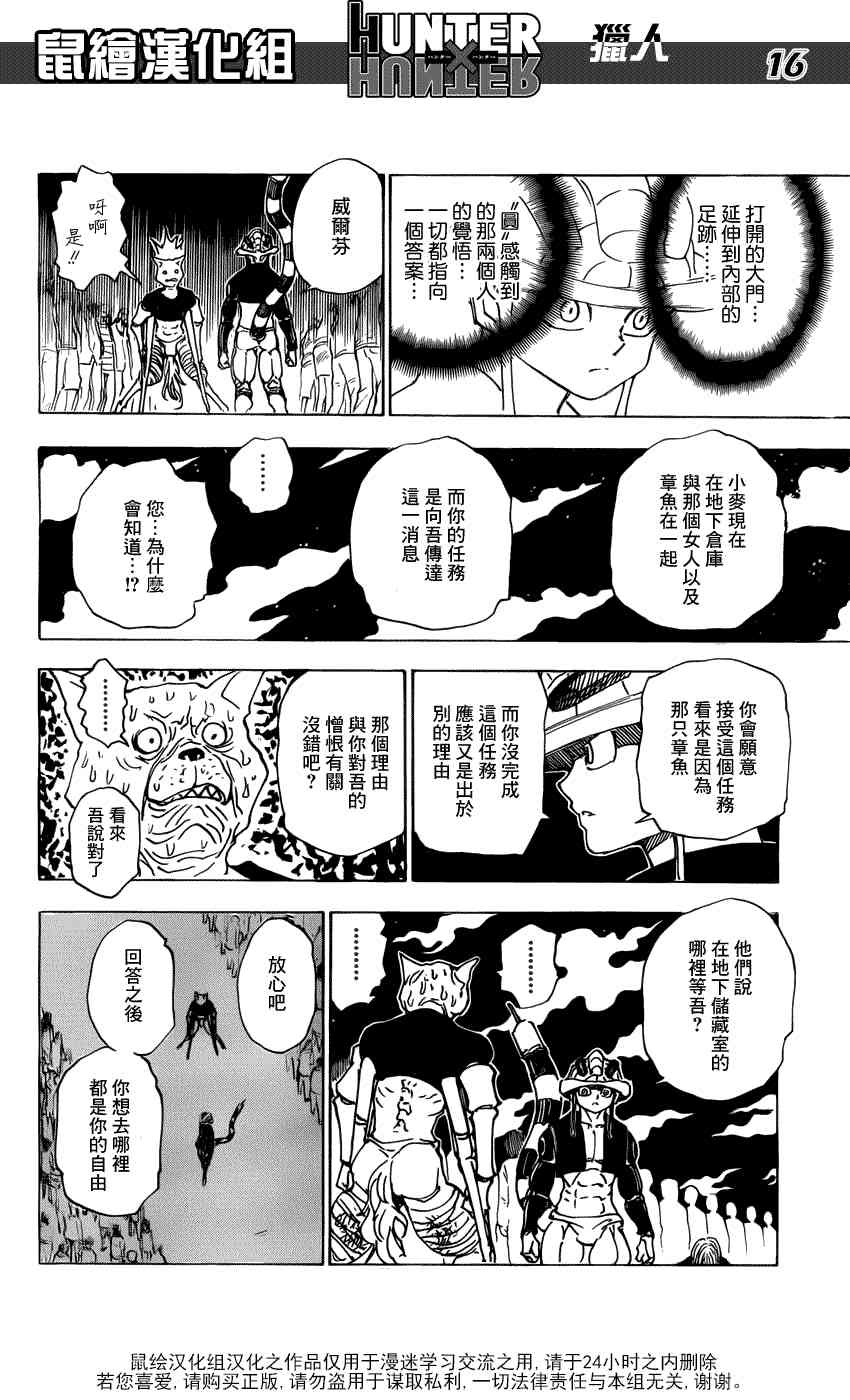 鼠繪漢化組
HUNTER
×
ハンター ハンター
HUNTER
獵人
16
打開的大門…
延伸到內部的
足跡……
〝圓〞感觸到
的那兩個人
的覺悟…
一切都指向
一個答案…
威爾芬
呀啊
是!!
小麥現在
在地下倉庫
與那個女人以及
章魚在一起
而你的任務
是向吾傳達
這一消息
……
您…為什麼
會知道…!?
你會願意
接受這個任務
看來是因為
那只章魚
而你沒完成
這個任務
應該又是出於
別的理由
那個理由
與你對吾的
憎恨有關
沒錯吧?
………
看來
吾說對了
他們說
在地下儲藏室的
哪裡等吾?
………
………
放心吧
回答之後
你想去哪裡
都是你的自由
鼠绘汉化组汉化之作品仅用于漫迷学习交流之用,请于24小时之内删除
若您喜爱,请购买正版,请勿用于谋取私利,一切法律责任与本组无关,谢谢。